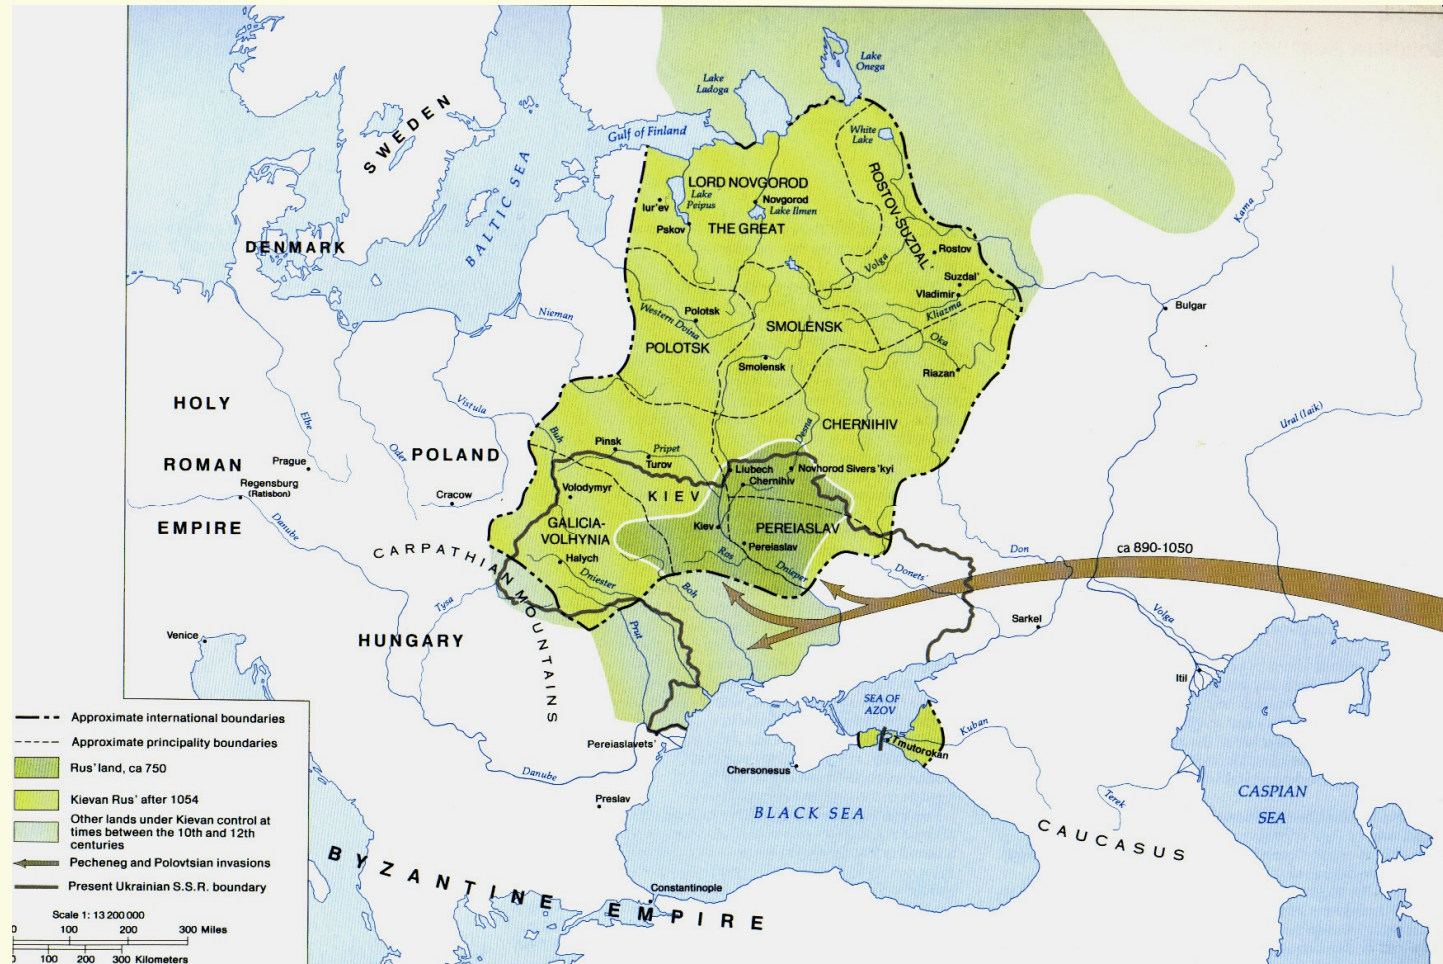 Lake
Onega
Lake
Ladoga
White
Lake
Gulf of Finland
SWEDEN
BALTIC SEA
DENMARK
LORD NOVGOROD
THE GREAT
Lake
Peipus
Iur'ev
Pskov
Novgorod
Lake Ilmen
ROSTOV-SUZDAL'
Rostov
Suzdal'
Vladimir
Volga
Kliazma
Oka
Riazan
Kama
Bulgar
Nieman
Western Dvina
Polotsk
POLOTSK
SMOLENSK
Smolensk
CHERNIHIV
Desna
Ural (Iaik)
HOLY
ROMAN
EMPIRE
Elbe
Prague
Regensburg
(Ratisbon)
Danube
Oder
Vistula
POLAND
Cracow
Buh
Pinsk
Pripet
Turov
Volodymyr
KIEV
Liubech
Chernihiv
Novhorod Sivers'kyi
GALICIA-
VOLHYNIA
Halych
Kiev
PEREIASLAV
Pereiaslav
Ros
Dnieper
Dniester
Boh
Prut
CARPATHIAN MOUNTAINS
Tysa
HUNGARY
Venice
Don
Donets'
ca 890-1050
Sarkel
Volga
Itil
SEA OF
AZOV
Kuban
Tmutorokan
Terek
Chersonesus
Pereiaslavets'
Danube
Preslav
BLACK SEA
CASPIAN
SEA
CAUCASUS
Constantinople
BYZANTINE EMPIRE
Approximate international boundaries
Approximate principality boundaries
Rus' land, ca 750
Kievan Rus' after 1054
Other lands under Kievan control at
times between the 10th and 12th
centuries
Pecheneg and Polovtsian invasions
Present Ukrainian S.S.R. boundary
Scale 1: 13 200 000
0 100 200 300 Miles
0 100 200 300 Kilometers